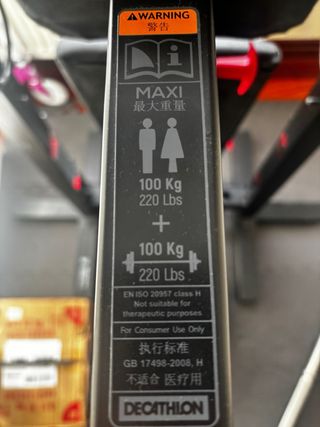 WARNING
警告
MAXI
最大重量
100 Kg
220 Lbs
+
100 Kg
220 Lbs
EN ISO 20957 class H
Not suitable for
therapeutic purposes
For Consumer Use Only
执行标准
GB 17498-2008, H
不适合 医疗用
DECATHLON